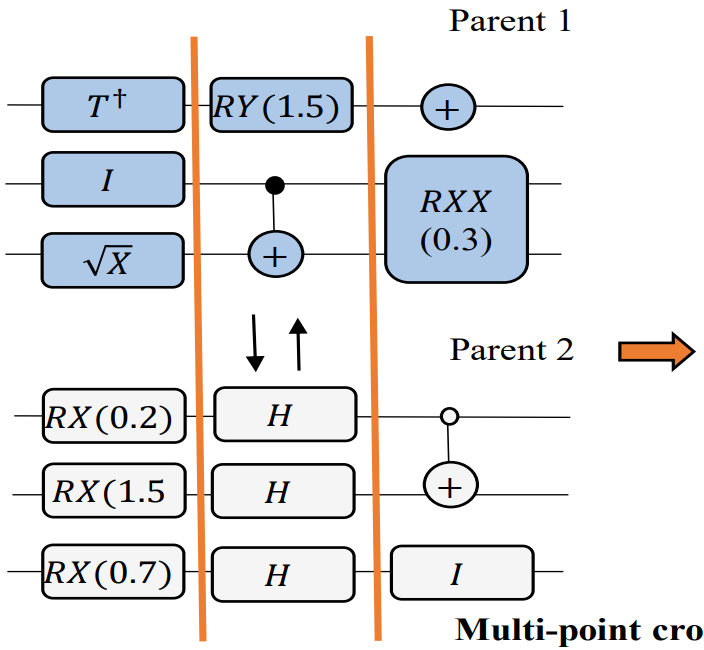 Parent 1
T† RY(1.5) +
I
RXX
(0.3)
√X +
Parent 2
RX(0.2) H
RX(1.5 H +
RX(0.7) H I
Multi-point cro